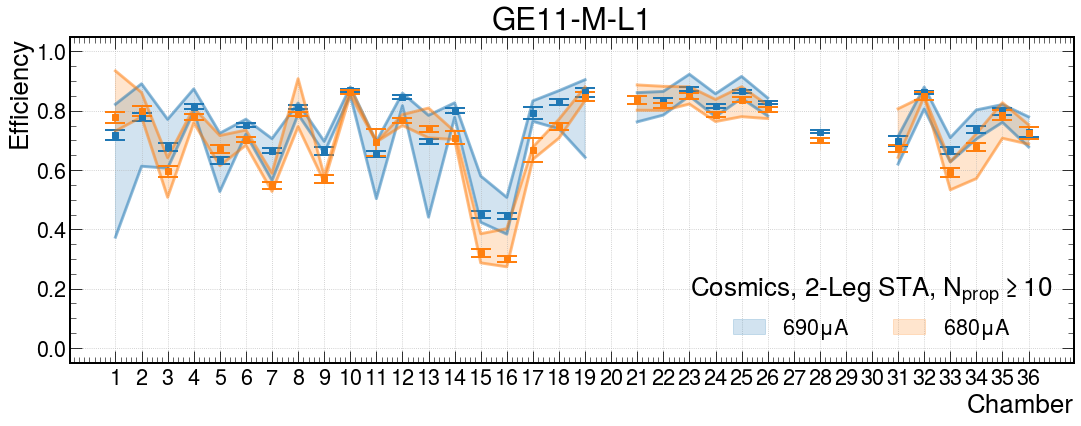 GE11-M-L1
Efficiency
1.0
0.8
0.6
0.4
0.2
0.0
Cosmics, 2-Leg STA, Nprop ≥ 10
690μA 680μA
1 2 3 4 5 6 7 8 9 10 11 12 13 14 15 16 17 18 19 20 21 22 23 24 25 26 27 28 29 30 31 32 33 34 35 36
Chamber